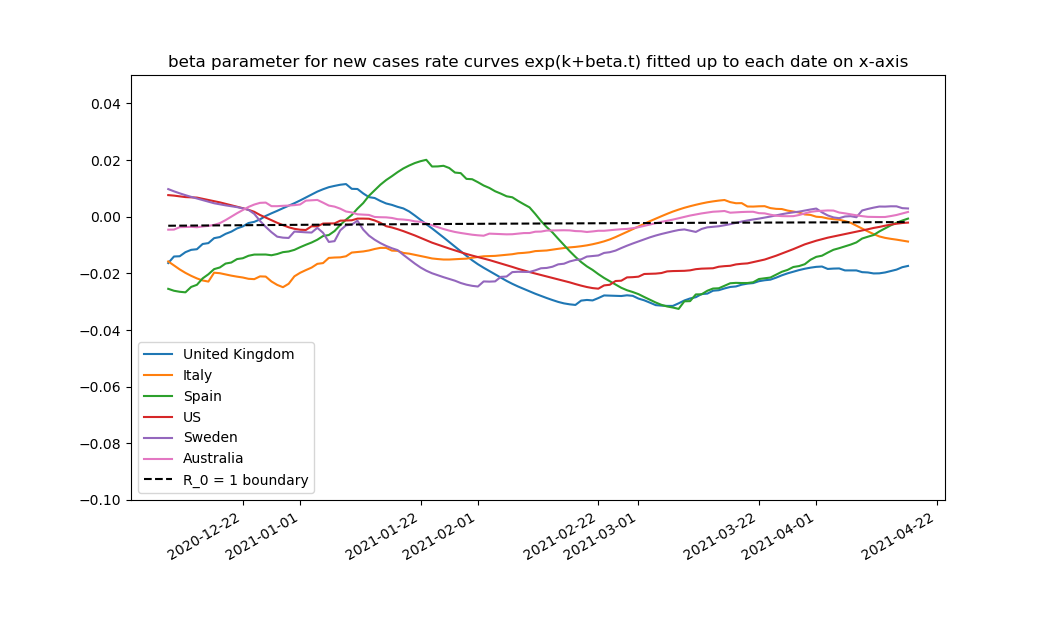 beta parameter for new cases rate curves exp(k+beta.t) fitted up to each date on x-axis
0.04
0.02
0.00
−0.02
−0.04
−0.06
−0.08
−0.10
United Kingdom
Italy
Spain
US
Sweden
Australia
R_0 = 1 boundary
2020-12-22
2021-01-01
2021-01-22
2021-02-01
2021-02-22
2021-03-01
2021-03-22
2021-04-01
2021-04-22